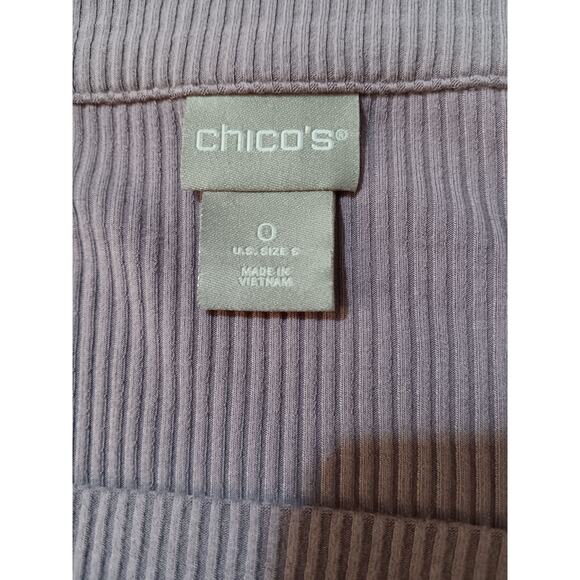 chico's®
0
U.S. SIZE S
MADE IN
VIETNAM